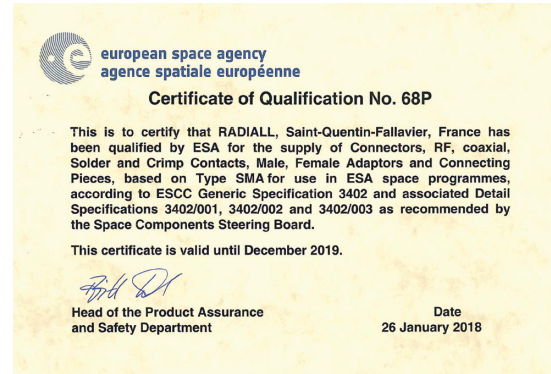 european space agency
agence spatiale européenne
Certificate of Qualification No. 68P
This is to certify that RADIALL, Saint-Quentin-Fallavier, France has
been qualified by ESA for the supply of Connectors, RF, coaxial,
Solder and Crimp Contacts, Male, Female Adaptors and Connecting
Pieces, based on Type SMA for use in ESA space programmes,
according to ESCC Generic Specification 3402 and associated Detail
Specifications 3402/001, 3402/002 and 3402/003 as recommended by
the Space Components Steering Board.
This certificate is valid until December 2019.
Head of the Product Assurance
and Safety Department
Date
26 January 2018